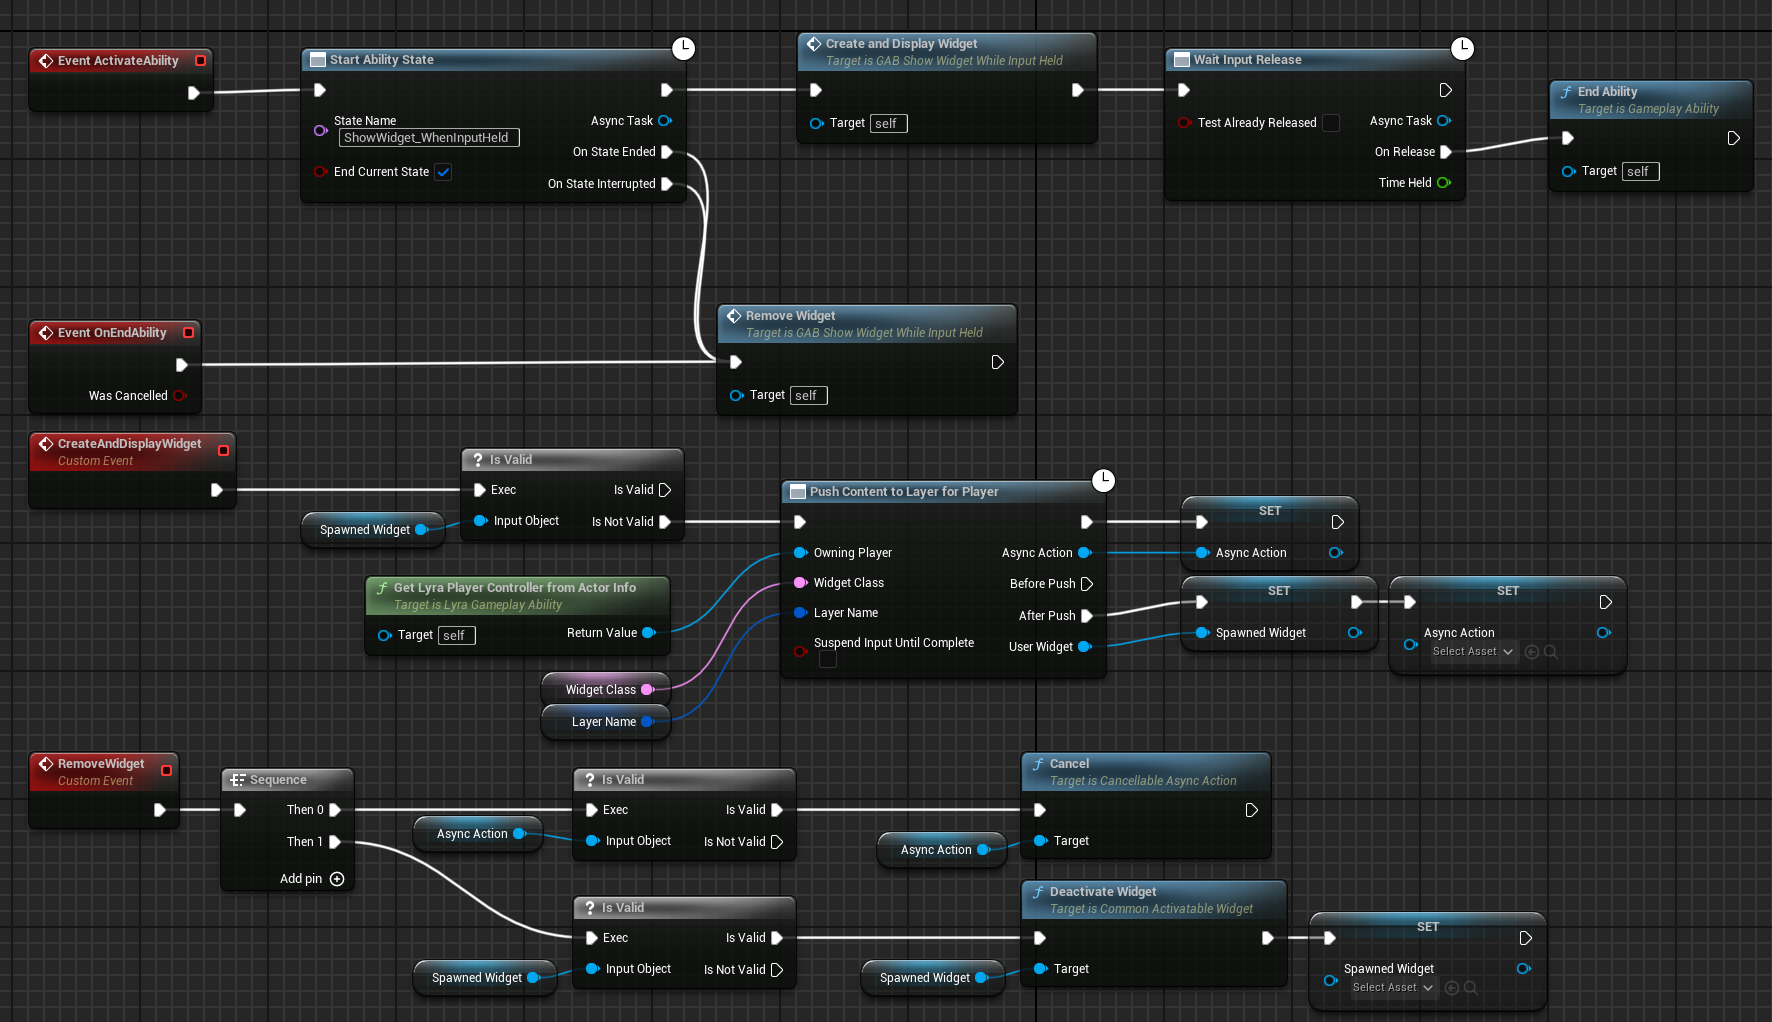 Event ActivateAbility
Start Ability State
State Name
ShowWidget_WhenInputHeld
End Current State
Async Task
On State Ended
On State Interrupted
Create and Display Widget
Target is GAB Show Widget While Input Held
Target self
Wait Input Release
Test Already Released
Async Task
On Release
Time Held
End Ability
Target is Gameplay Ability
Target self
Event OnEndAbility
Was Cancelled
Remove Widget
Target is GAB Show Widget While Input Held
Target self
CreateAndDisplayWidget
Custom Event
Spawned Widget
? Is Valid
Exec Is Valid
Input Object Is Not Valid
f Get Lyra Player Controller from Actor Info
Target is Lyra Gameplay Ability
Target self Return Value
Widget Class
Layer Name
Push Content to Layer for Player
Owning Player Async Action
Widget Class Before Push
Layer Name After Push
Suspend Input Until Complete
User Widget
SET
Async Action
SET
Spawned Widget
SET
Async Action
Select Asset
RemoveWidget
Custom Event
Sequence
Then 0
Then 1
Add pin
Async Action
? Is Valid
Exec Is Valid
Input Object Is Not Valid
Async Action
f Cancel
Target is Cancellable Async Action
Target
Spawned Widget
? Is Valid
Exec Is Valid
Input Object Is Not Valid
Spawned Widget
f Deactivate Widget
Target is Common Activatable Widget
Target
SET
Spawned Widget
Select Asset